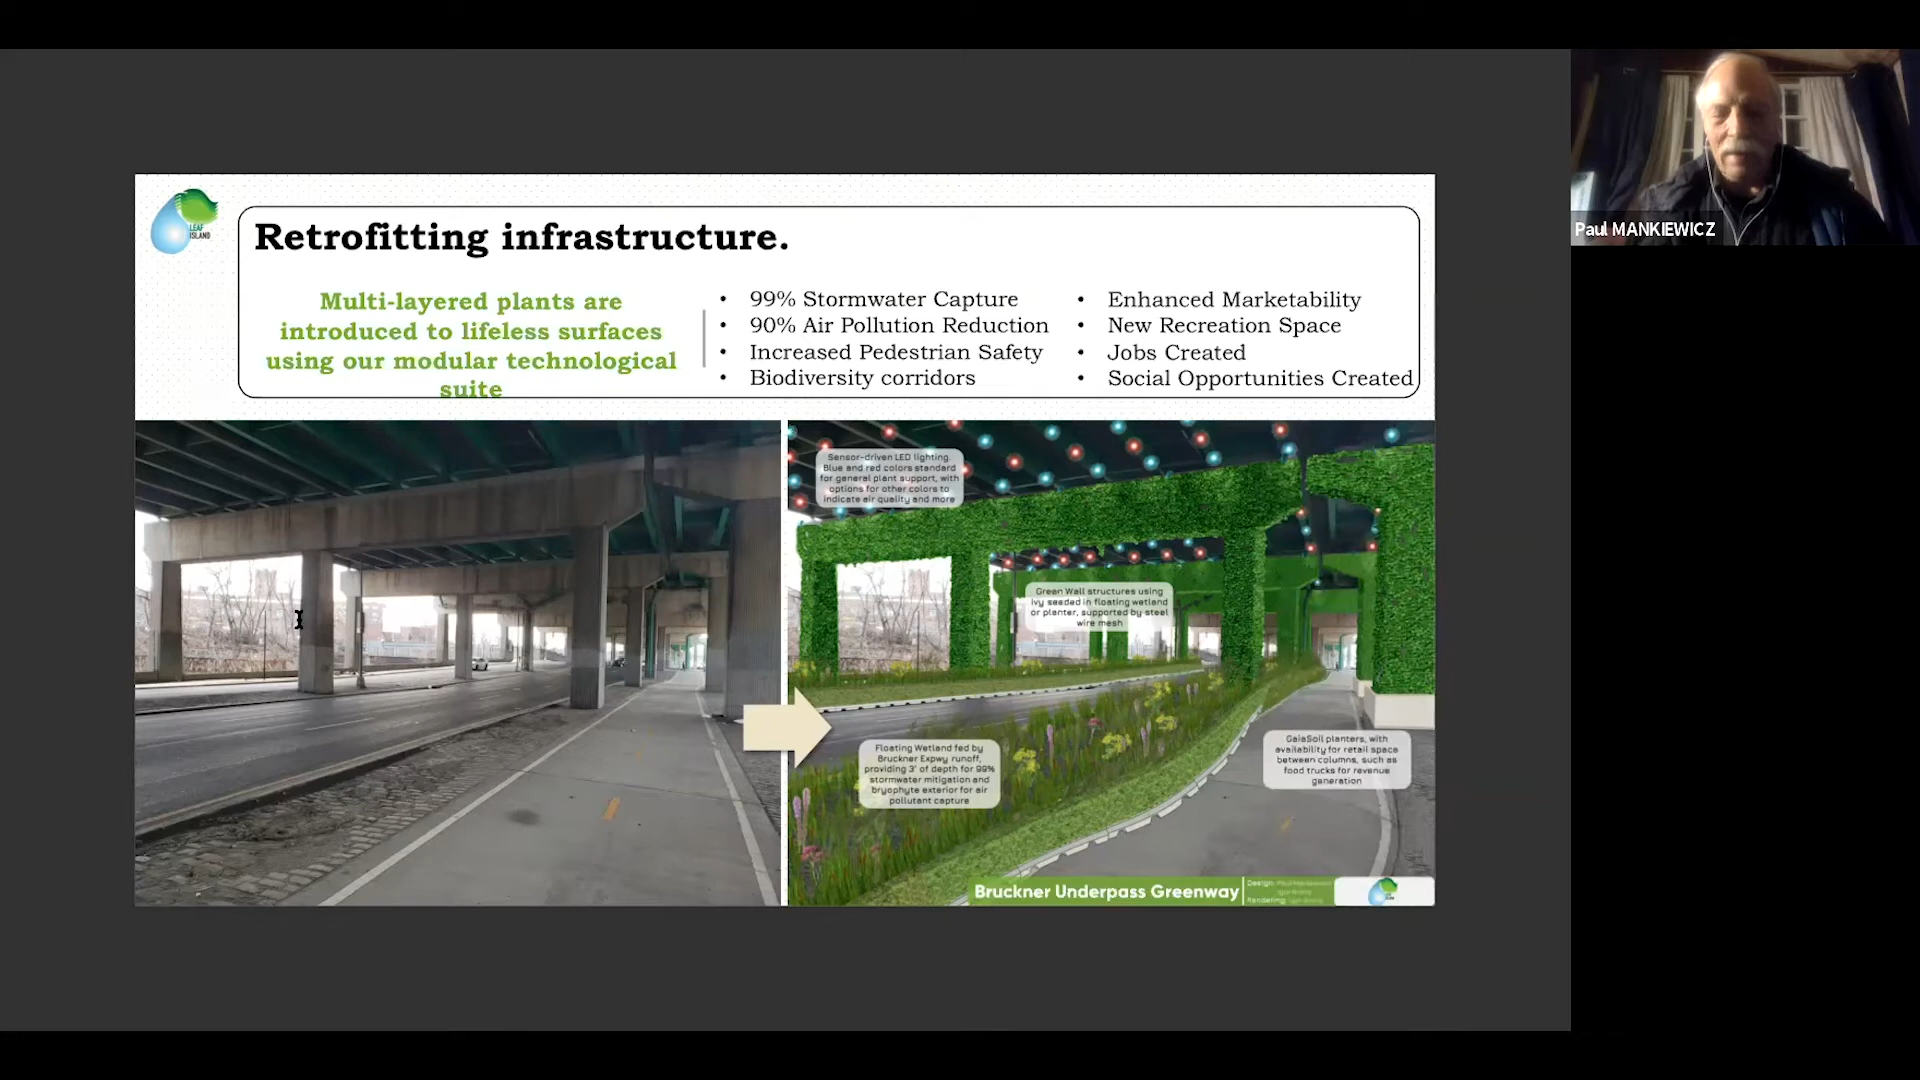 LEAF
ISLAND
Retrofitting infrastructure.
Multi-layered plants are
introduced to lifeless surfaces
using our modular technological
suite
• 99% Stormwater Capture
• 90% Air Pollution Reduction
• Increased Pedestrian Safety
• Biodiversity corridors
• Enhanced Marketability
• New Recreation Space
• Jobs Created
• Social Opportunities Created
Sensor-driven LED lighting.
Blue and red colors standard
for general plant support, with
options for other colors to
indicate air quality and more
Green Wall structures using
ivy seeded in floating wetland
or planter, supported by steel
wire mesh
Floating Wetland fed by
Bruckner Expwy runoff,
providing 3' of depth for 99%
stormwater mitigation and
bryophyte exterior for air
pollutant capture
GaiaSoil planters, with
availability for retail space
between columns, such as
food trucks for revenue
generation
Bruckner Underpass Greenway
Design:
Rendering:
Paul MANKIEWICZ